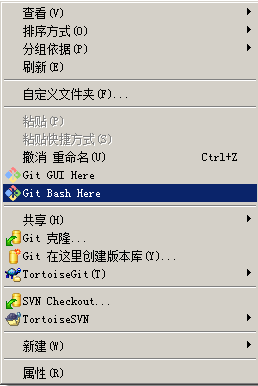 查看(V)
排序方式(O)
分组依据(P)
刷新(E)
自定义文件夹(F)...
粘贴(P)
粘贴快捷方式(S)
撤消 重命名(U) Ctrl+Z
Git GUI Here
Git Bash Here
共享(H)
Git 克隆...
Git 在这里创建版本库(Y)...
TortoiseGit(T)
SVN Checkout...
TortoiseSVN
新建(W)
属性(R)